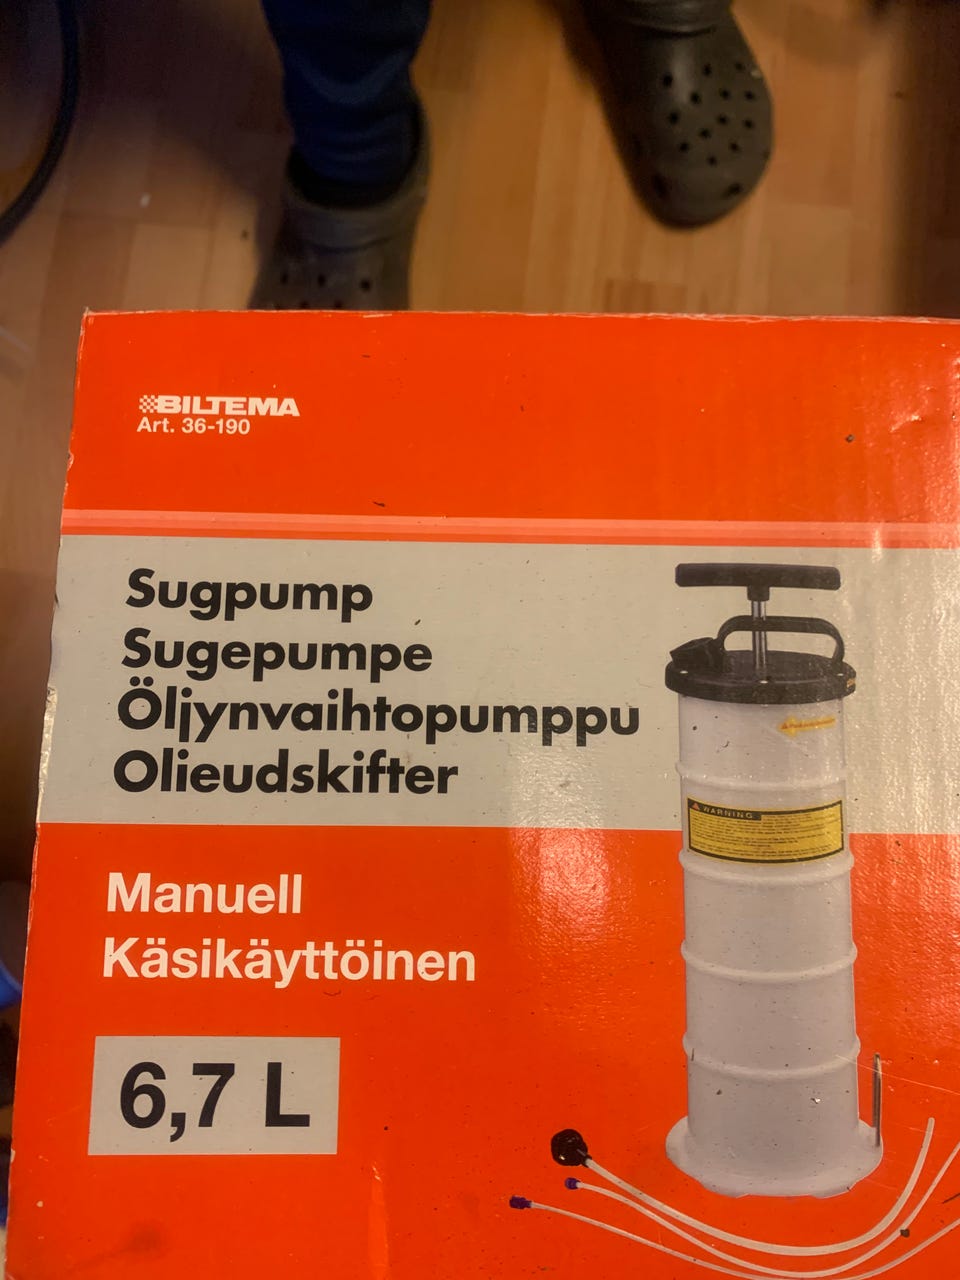 BILTEMA
Art. 36-190
Sugpump
Sugepumpe
Öljynvaihtopumppu
Olieudskifter
WARNING
Manuell
Käsikäyttöinen
6,7 L